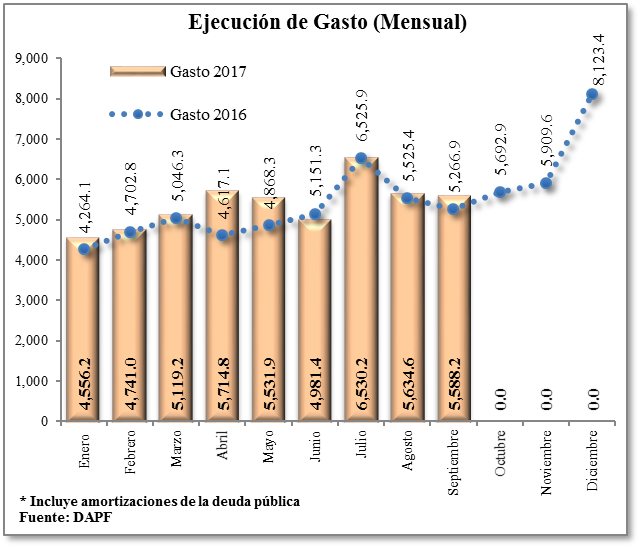 Ejecución de Gasto (Mensual)
9,000
8,000
7,000
6,000
5,000
4,000
3,000
2,000
1,000
0
Gasto 2017
Gasto 2016
4,264.1
4,702.8
5,046.3
4,617.1
4,868.3
5,151.3
6,525.9
5,525.4
5,266.9
5,692.9
5,909.6
8,123.4
4,556.2
4,741.0
5,119.2
5,714.8
5,531.9
4,981.4
6,530.2
5,634.6
5,588.2
0.0
0.0
0.0
Enero
Febrero
Marzo
Abril
Mayo
Junio
Julio
Agosto
Septiembre
Octubre
Noviembre
Diciembre
* Incluye amortizaciones de la deuda pública
Fuente: DAPF